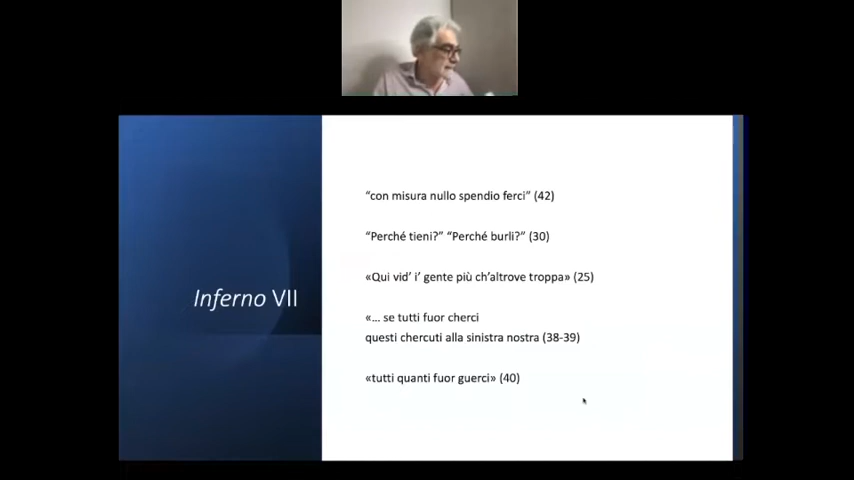 Inferno VII
“con misura nullo spendio ferci” (42)
“Perché tieni?” “Perché burli?” (30)
«Qui vid’ i’ gente più ch’altrove troppa» (25)
«… se tutti fuor cherci
questi chercuti alla sinistra nostra (38-39)
«tutti quanti fuor guerci» (40)